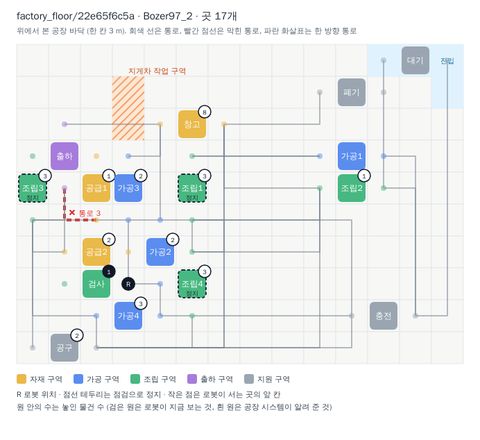 factory_floor/22e65f6c5a · Bozer97_2 · 곳 17개
위에서 본 공장 바닥 (한 칸 3 m). 회색 선은 통로, 빨간 점선은 막힌 통로, 파란 화살표는 한 방향 통로
대기
전립
지게차 작업 구역
폐기
8
창고
출하
가공1
3
조립3
정지
1
공급1
2
가공3
3
조립1
정지
1
조립2
✕ 통로 3
2
공급2
2
가공2
1
검사
R
3
조립4
정지
3
가공4
충전
2
공구
자재 구역
가공 구역
조립 구역
출하 구역
지원 구역
R 로봇 위치 · 점선 테두리는 점검으로 정지 · 작은 점은 로봇이 서는 곳의 앞 칸
원 안의 수는 놓인 물건 수 (검은 원은 로봇이 지금 보는 것, 흰 원은 공장 시스템이 알려 준 것)